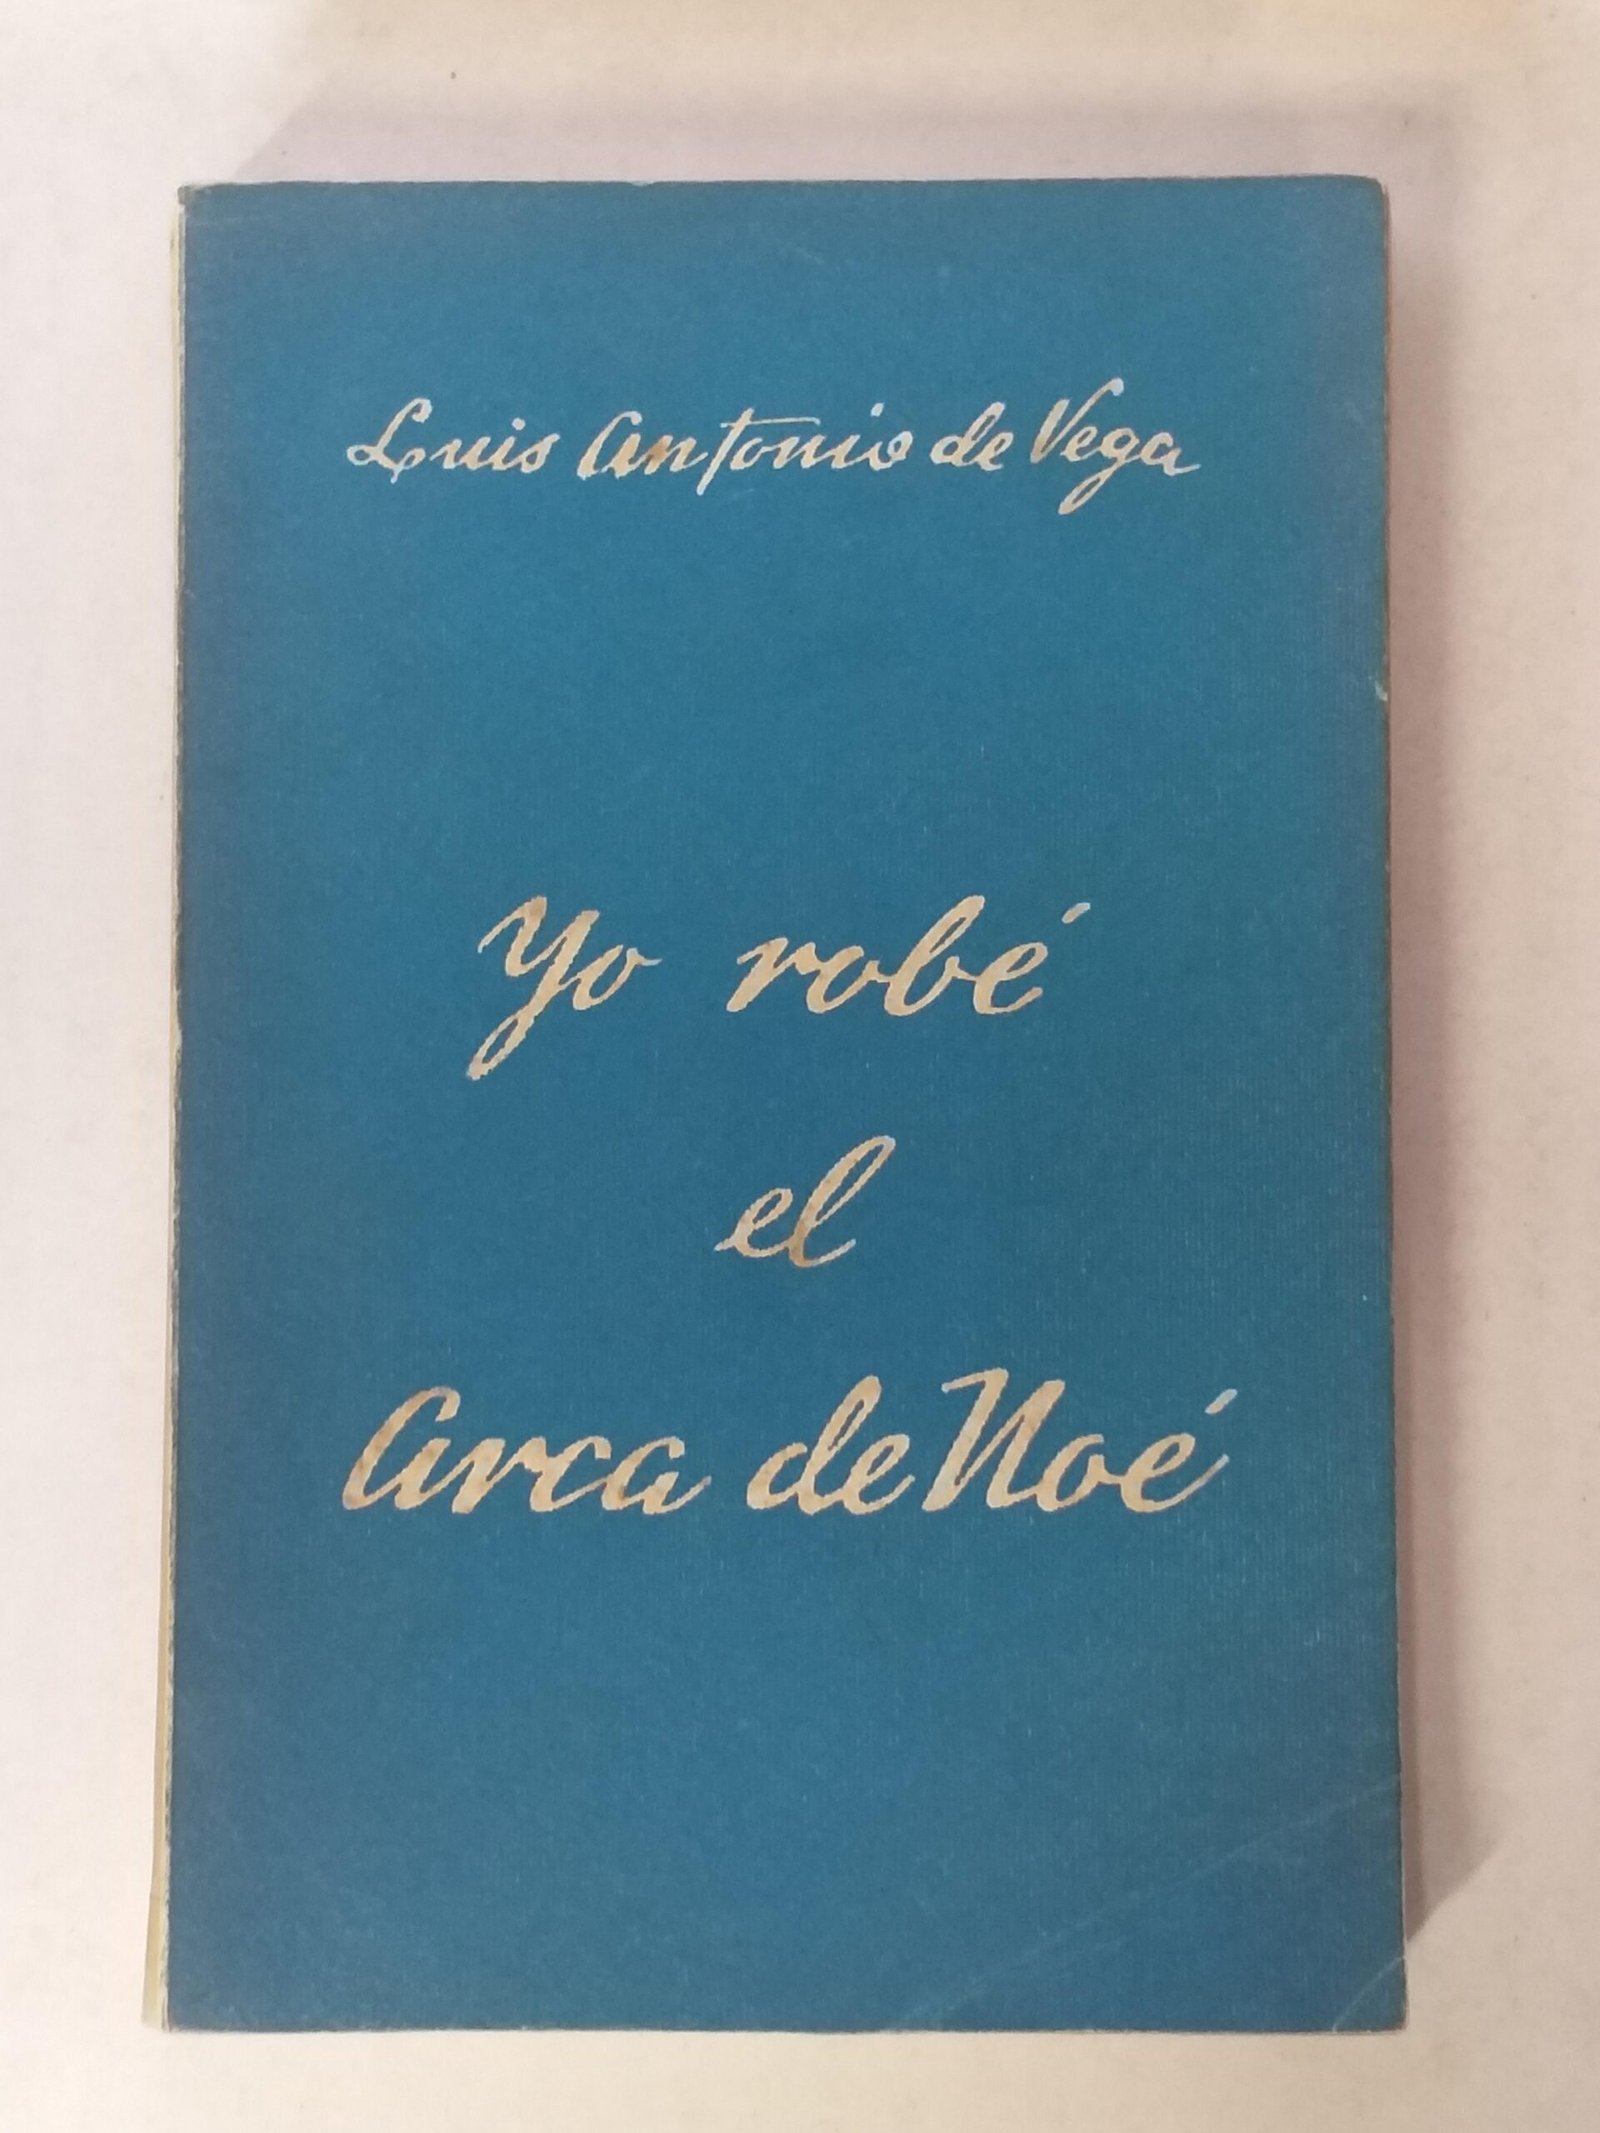 Luis Antonio de Vega
Yo robé
el
Arca de Noé